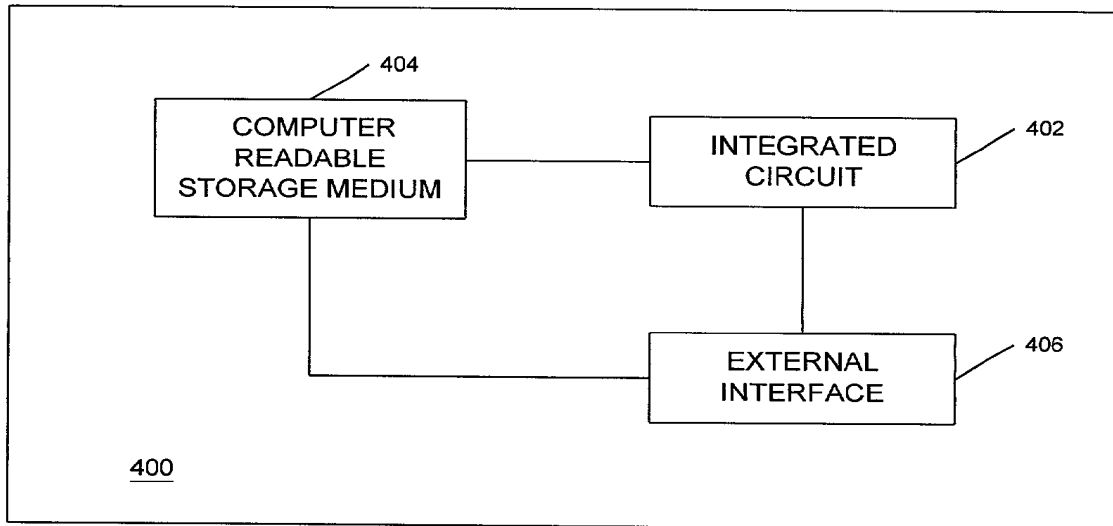 404
COMPUTER
READABLE
STORAGE MEDIUM
402
INTEGRATED
CIRCUIT
406
EXTERNAL
INTERFACE
400